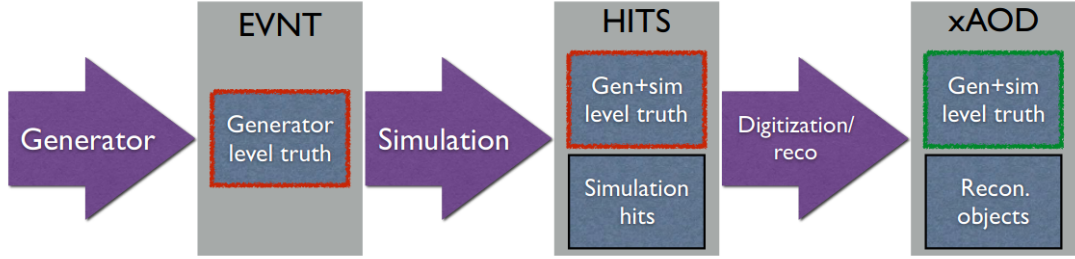 EVNT
HITS
xAOD
Generator
Generator
level truth
Simulation
Gen+sim
level truth
Simulation
hits
Digitization/
reco
Gen+sim
level truth
Recon.
objects